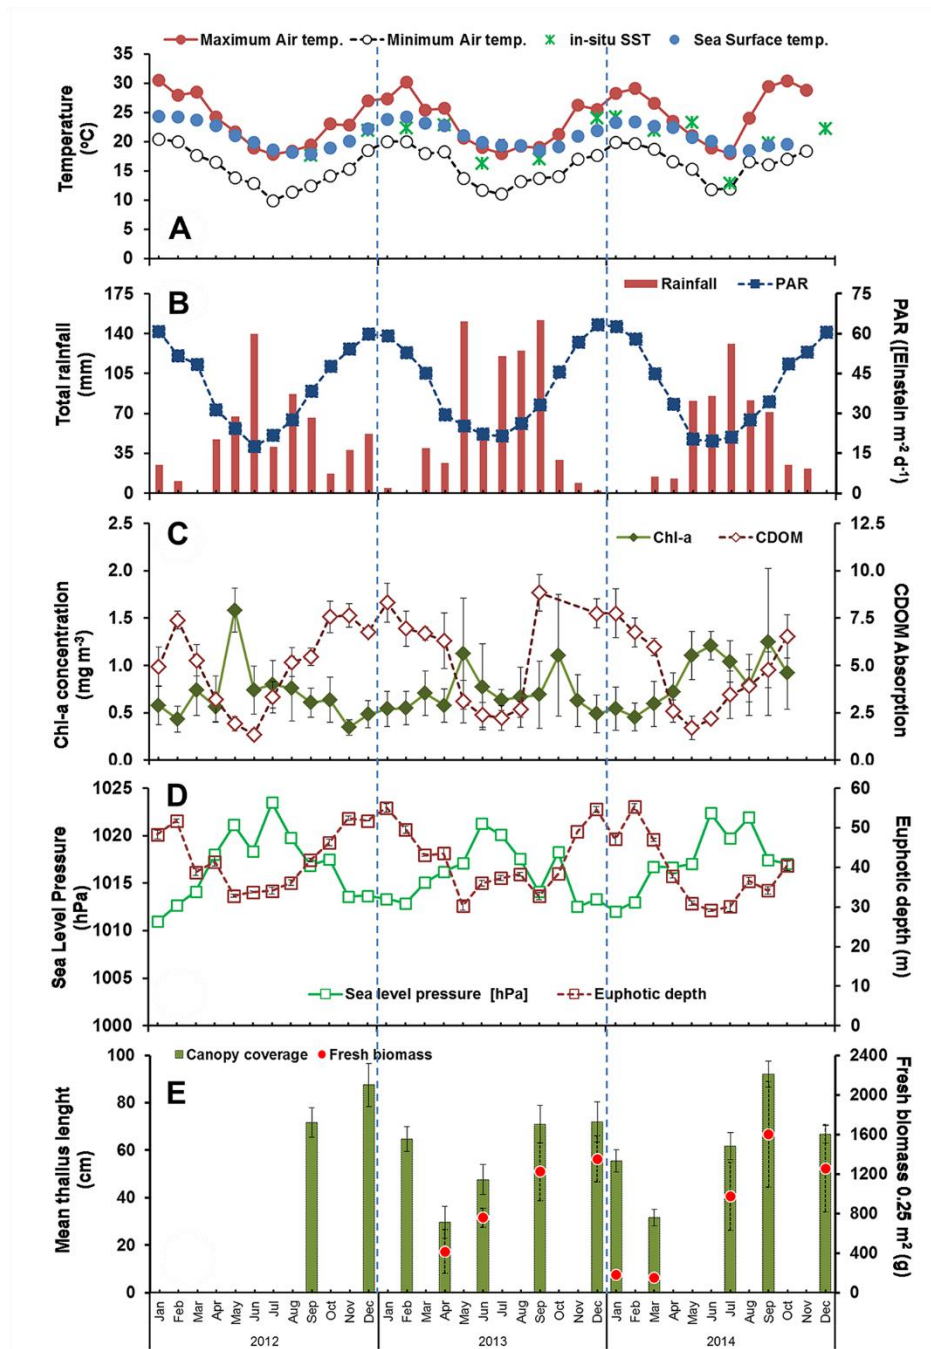 Maximum Air temp. Minimum Air temp. in-situ SST Sea Surface temp.
35
30
25
20
15
10
5
0
Temperature
(ºC)
A
Rainfall PAR
B
175
140
105
70
35
0
Total rainfall
(mm)
75
60
45
30
15
0
PAR ([Einstein m-2 d-1)
C
Chl-a CDOM
2.5
2.0
1.5
1.0
0.5
0.0
Chl-a concentration
(mg m-3)
12.5
10.0
7.5
5.0
2.5
0.0
CDOM Absorption
D
1025
1020
1015
1010
1005
1000
Sea Level Pressure
(hPa)
60
50
40
30
20
10
0
Euphotic depth (m)
Sea level pressure [hPa] Euphotic depth
Canopy coverage Fresh biomass
E
100
80
60
40
20
0
Mean thallus lenght
(cm)
2400
2000
1600
1200
800
400
0
Fresh biomass 0.25 m2 (g)
Jan Feb Mar Apr May Jun Jul Aug Sep Oct Nov Dec Jan Feb Mar Apr May Jun Jul Aug Sep Oct Nov Dec Jan Feb Mar Apr May Jun Jul Aug Sep Oct Nov Dec
2012 2013 2014